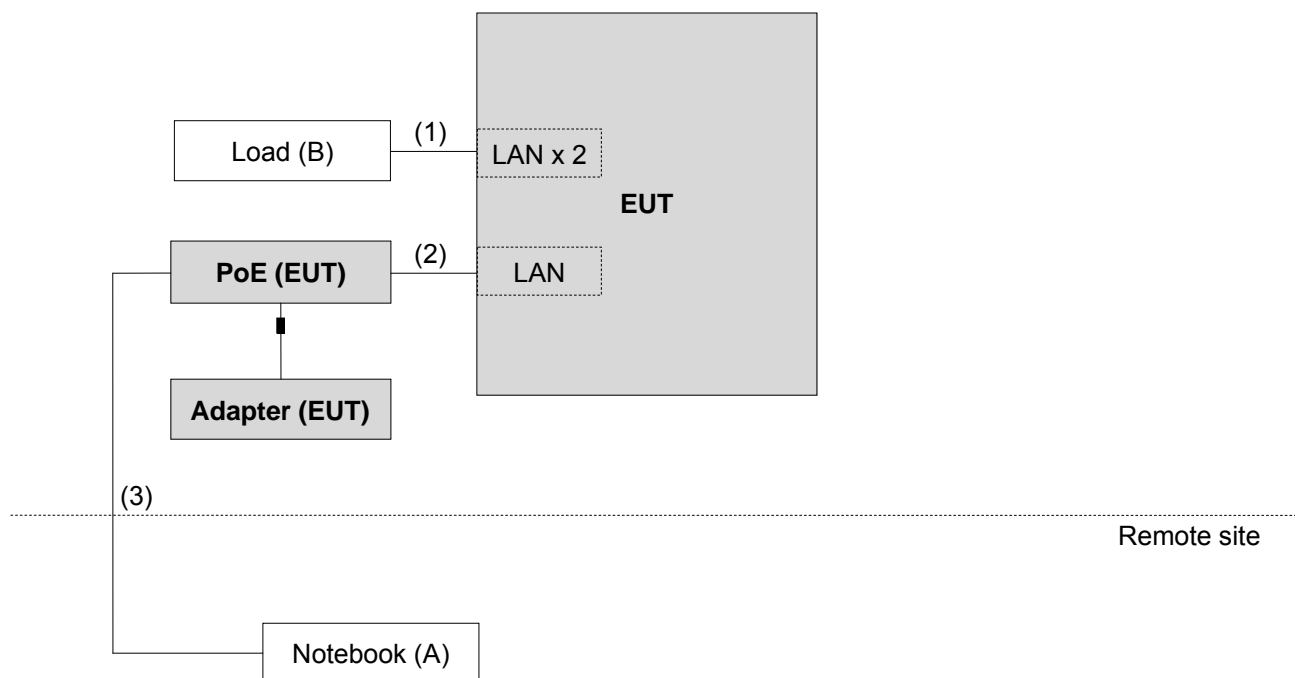 (1)
Load (B)
LAN x 2
EUT
(2)
PoE (EUT)
LAN
Adapter (EUT)
(3)
Remote site
Notebook (A)